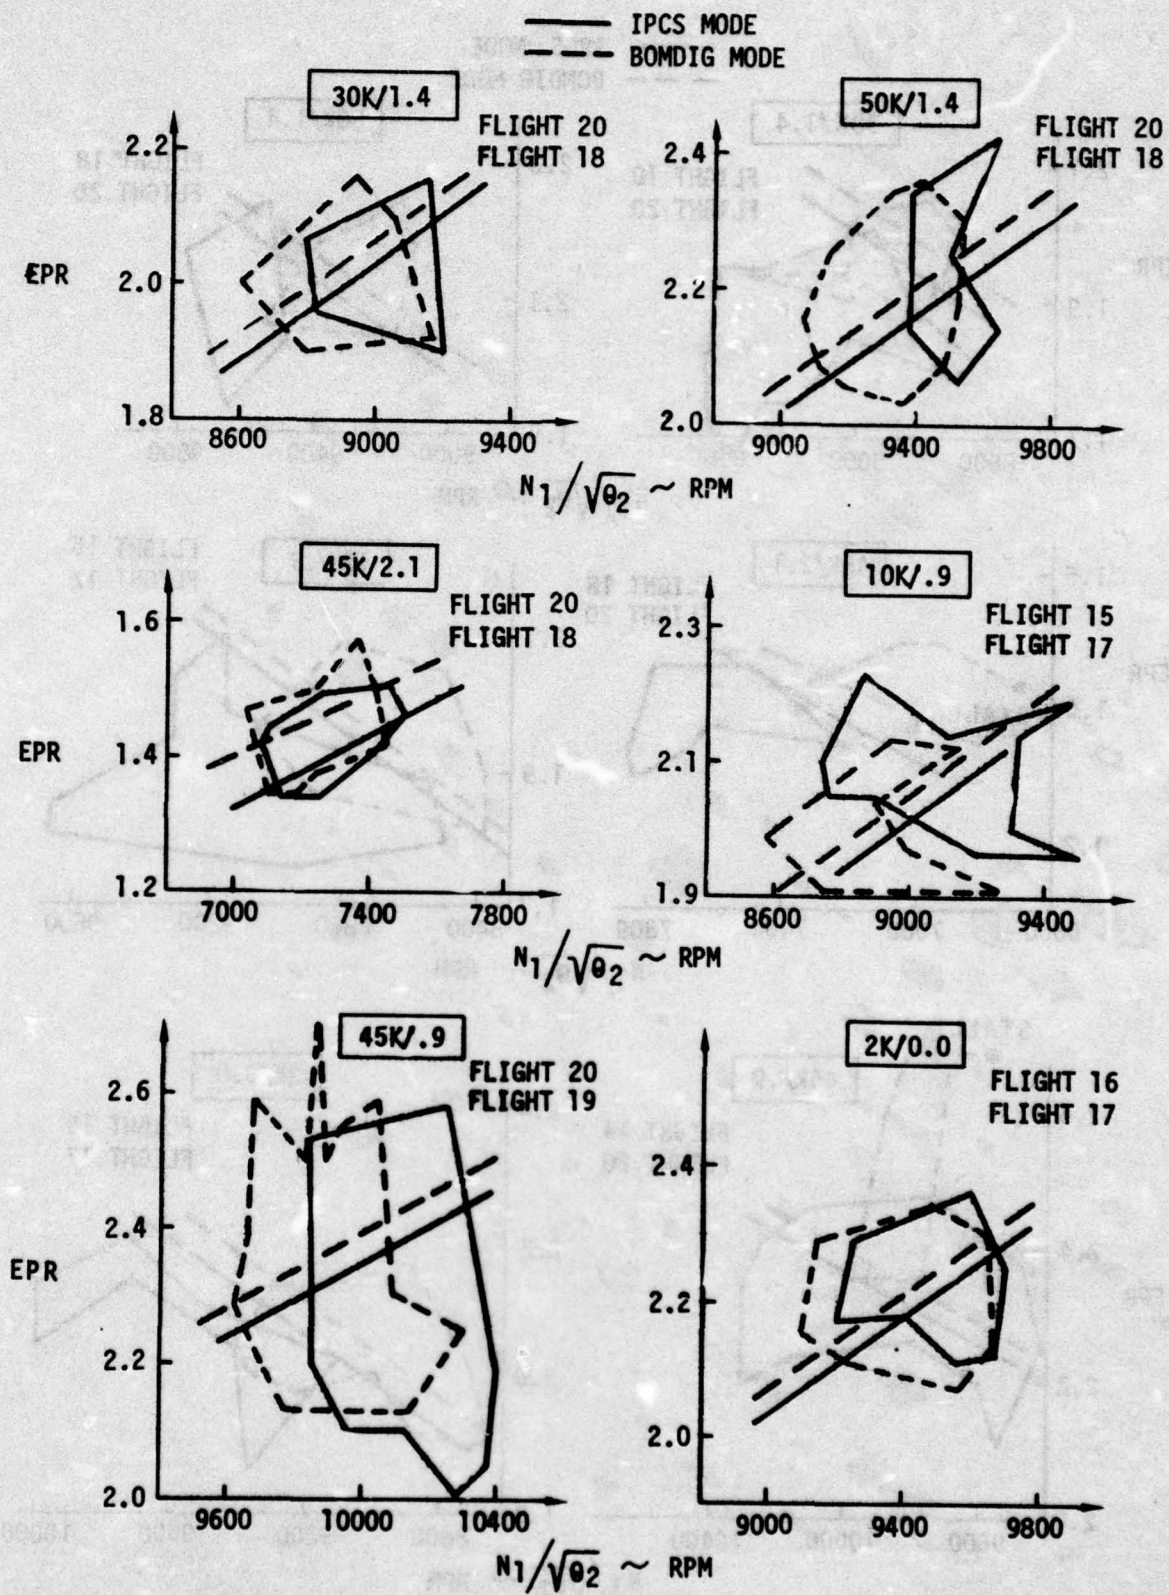 IPCS MODE
BOMDIG MODE
30K/1.4
FLIGHT 20
FLIGHT 18
2.2
EPR
2.0
1.8
8600 9000 9400
50K/1.4
FLIGHT 20
FLIGHT 18
2.4
2.2
2.0
9000 9400 9800
N1/√θ2 ~ RPM
45K/2.1
FLIGHT 20
FLIGHT 18
1.6
EPR
1.4
1.2
7000 7400 7800
10K/.9
FLIGHT 15
FLIGHT 17
2.3
2.1
1.9
8600 9000 9400
N1/√θ2 ~ RPM
45K/.9
FLIGHT 20
FLIGHT 19
2.6
2.4
EPR
2.2
2.0
9600 10000 10400
2K/0.0
FLIGHT 16
FLIGHT 17
2.4
2.2
2.0
9000 9400 9800
N1/√θ2 ~ RPM